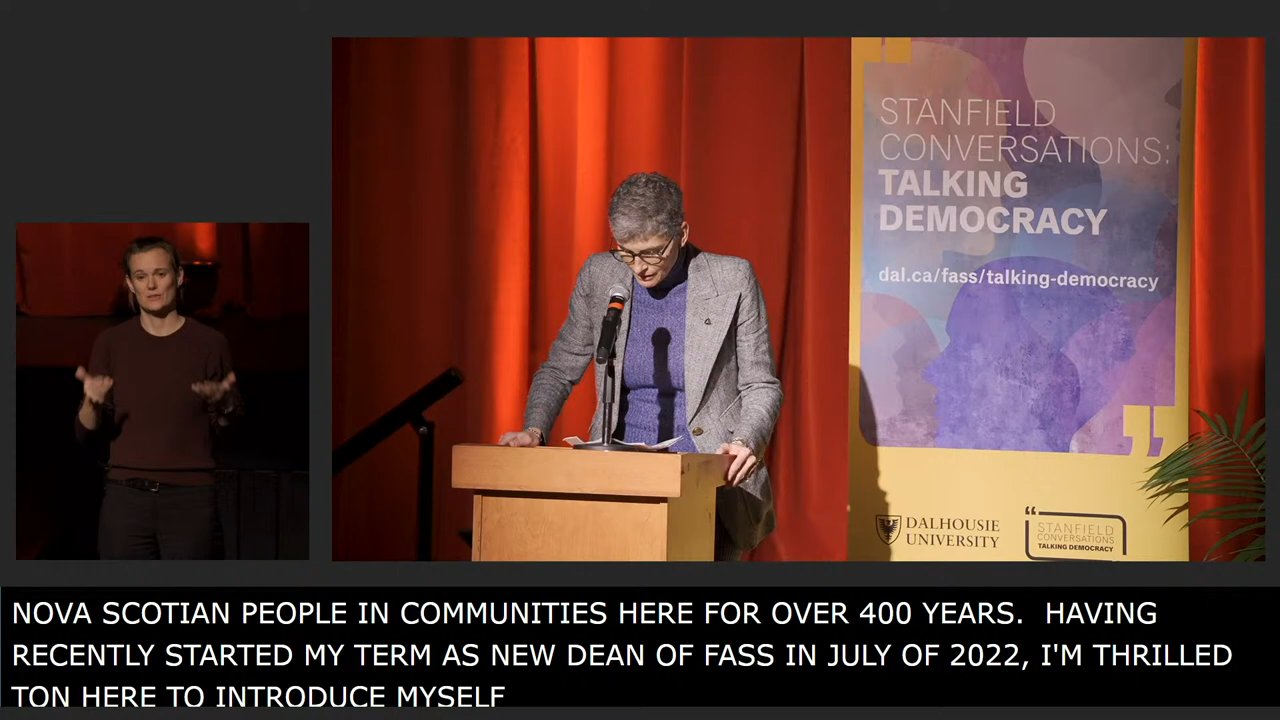 STANFIELD
CONVERSATIONS:
TALKING
DEMOCRACY
dal.ca/fass/talking-democracy
DALHOUSIE
UNIVERSITY
STANFIELD
CONVERSATIONS
TALKING DEMOCRACY
NOVA SCOTIAN PEOPLE IN COMMUNITIES HERE FOR OVER 400 YEARS.  HAVING
RECENTLY STARTED MY TERM AS NEW DEAN OF FASS IN JULY OF 2022, I'M THRILLED
TON HERE TO INTRODUCE MYSELF